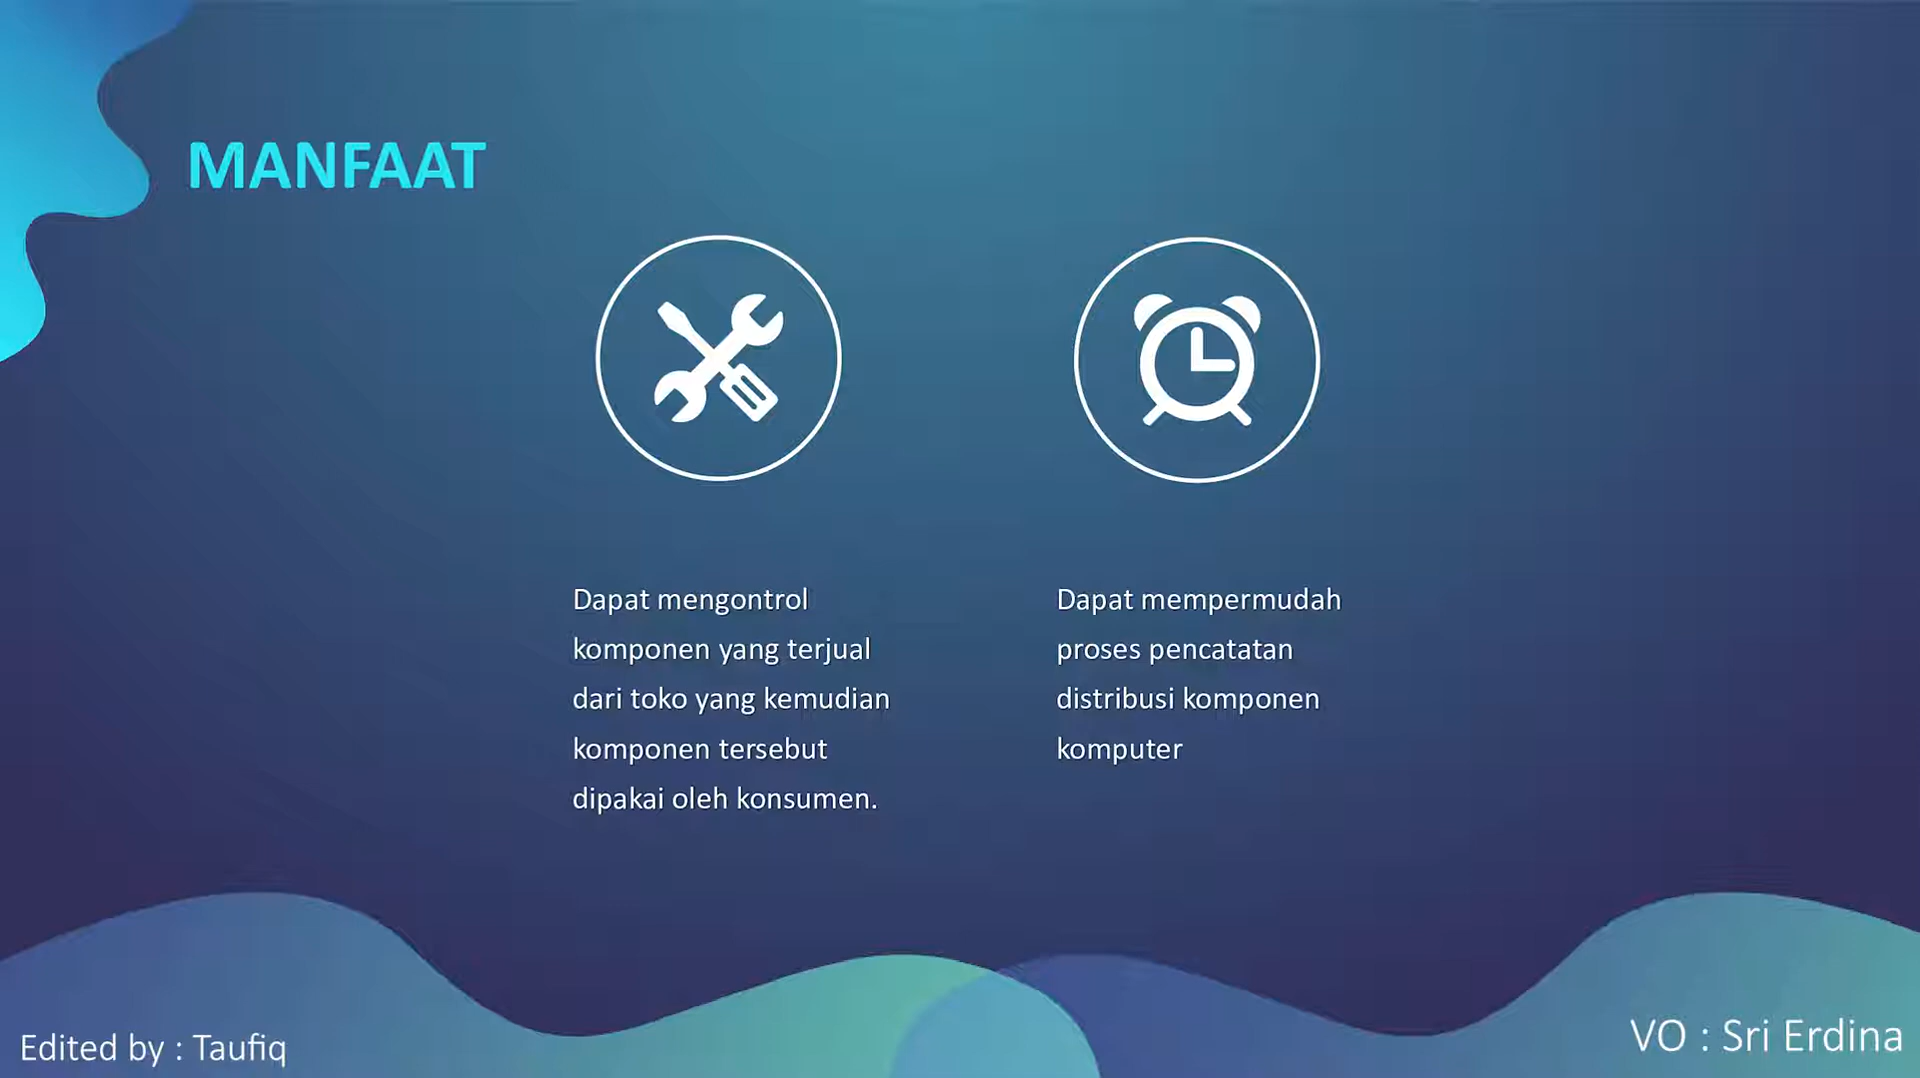 MANFAAT
Dapat mengontrol
komponen yang terjual
dari toko yang kemudian
komponen tersebut
dipakai oleh konsumen.
Dapat mempermudah
proses pencatatan
distribusi komponen
komputer
Edited by : Taufiq
VO : Sri Erdina